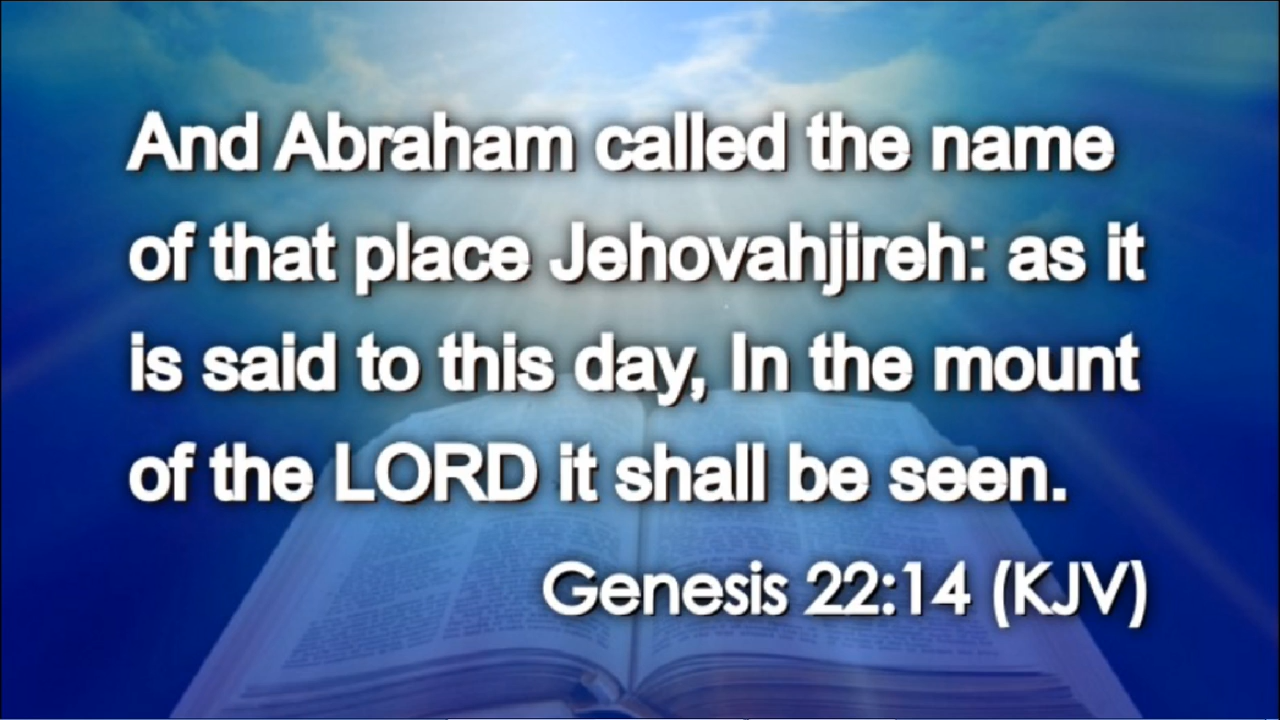 And Abraham called the name
of that place Jehovahjireh: as it
is said to this day, In the mount
of the LORD it shall be seen.
Genesis 22:14 (KJV)